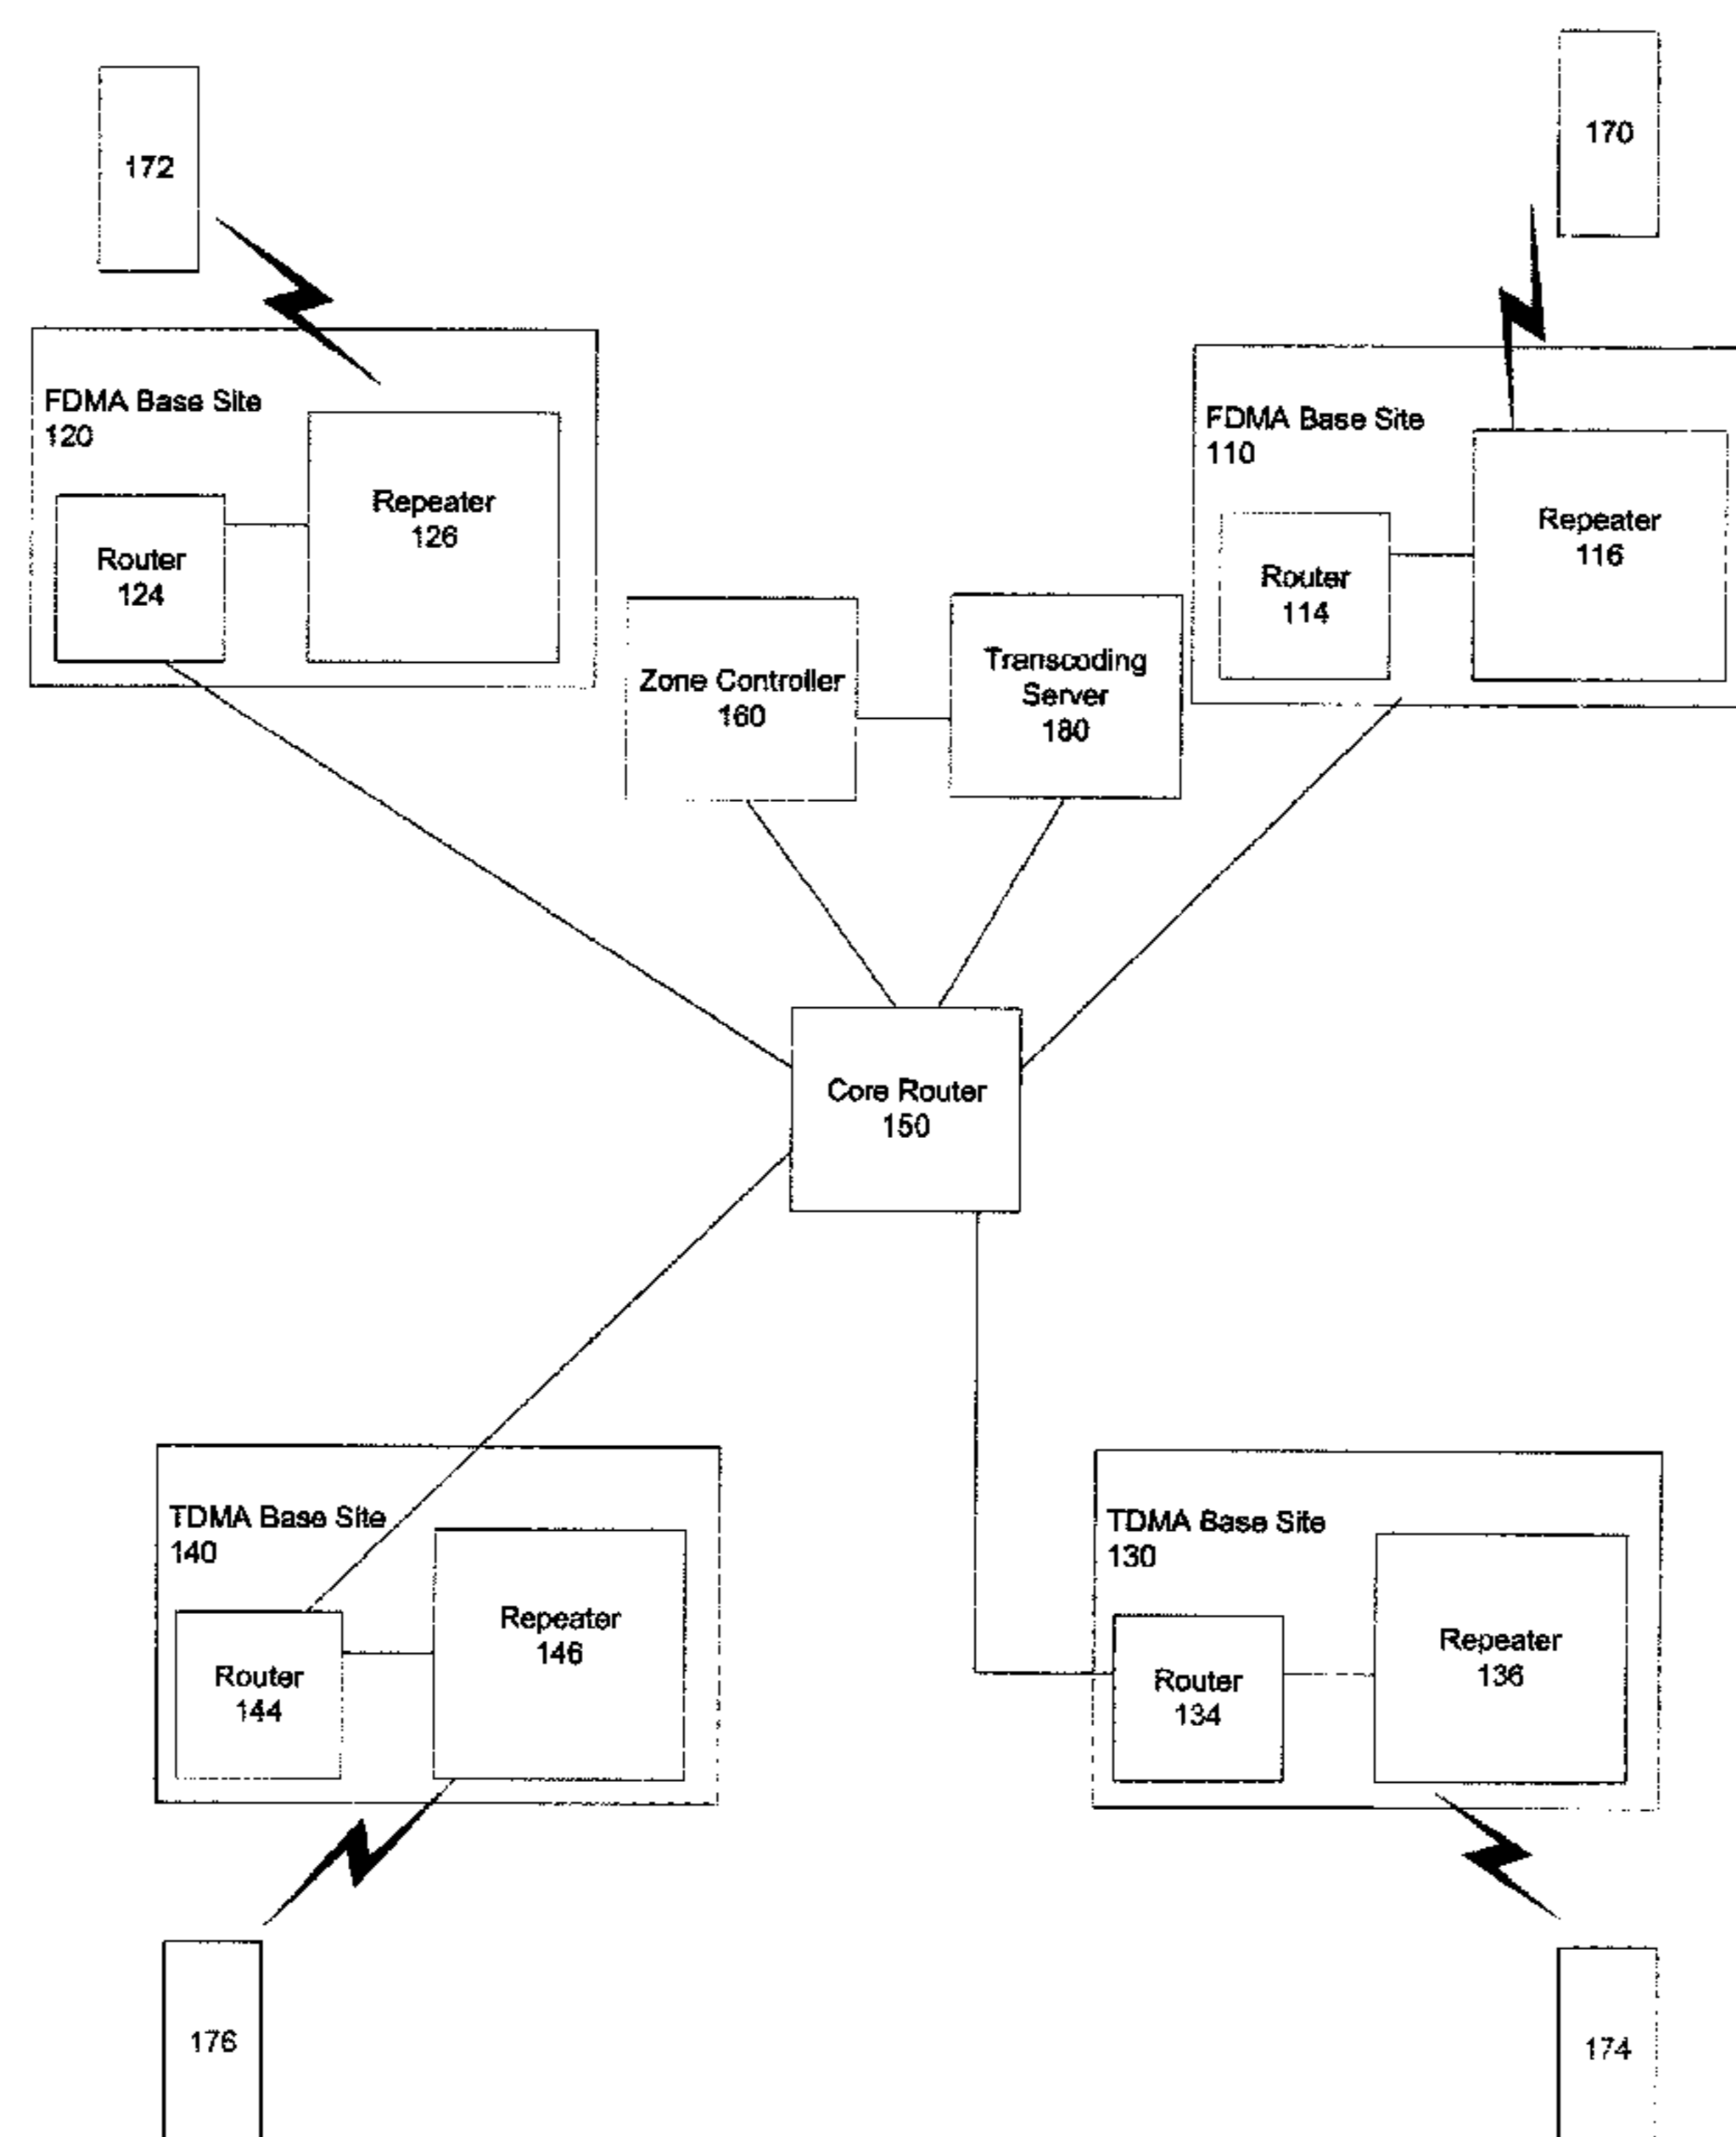 172
170
FDMA Base Site
120
Router
124
Repeater
126
Zone Controller
160
Transcoding
Server
180
FDMA Base Site
110
Router
114
Repeater
116
Core Router
150
TDMA Base Site
140
Router
144
Repeater
146
TDMA Base Site
130
Router
134
Repeater
136
176
174